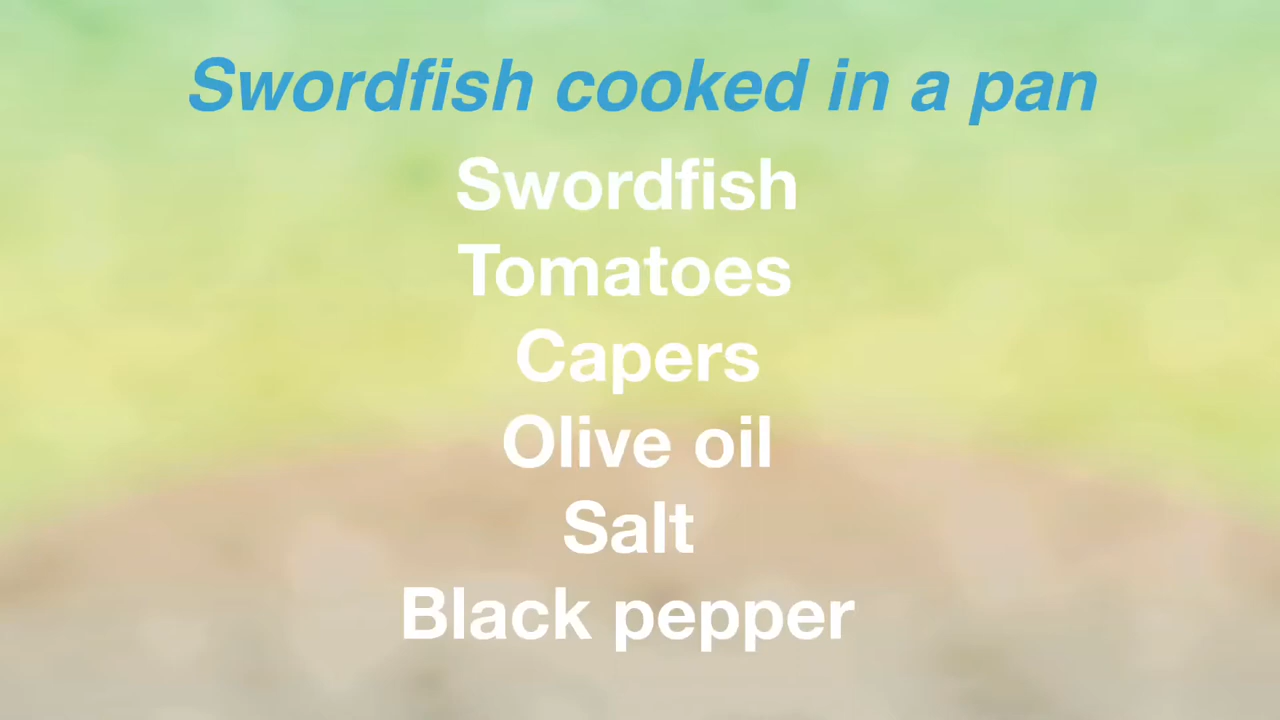 Swordfish cooked in a pan
Swordfish
Tomatoes
Capers
Olive oil
Salt
Black pepper